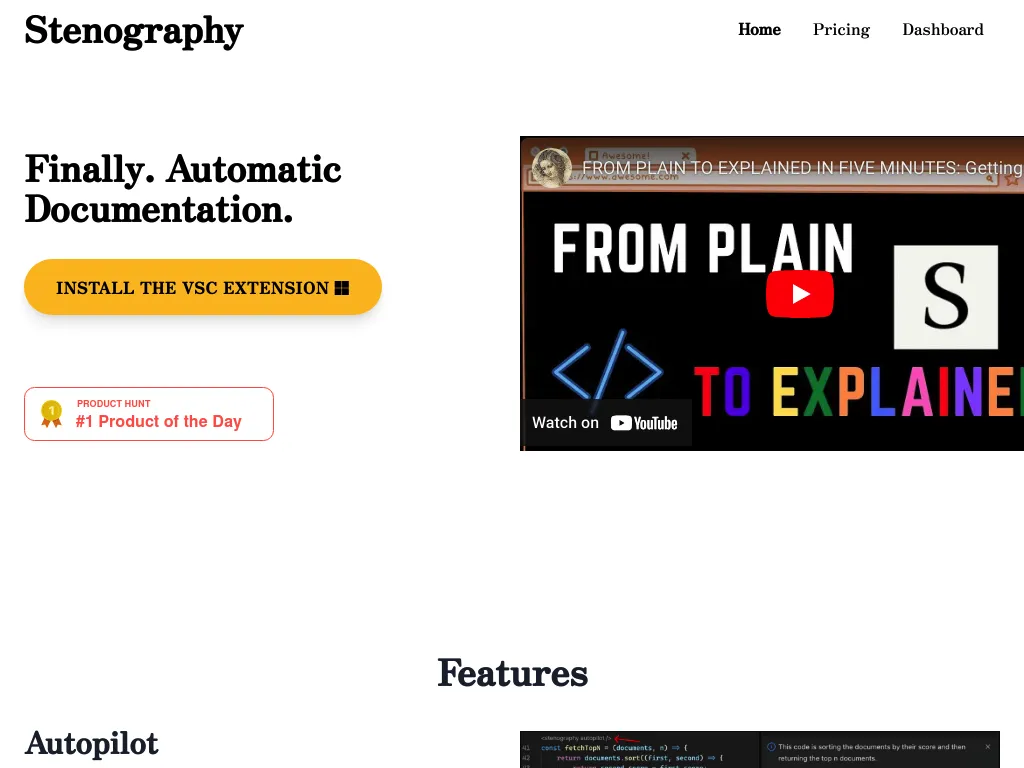 Stenography
Home Pricing Dashboard
Finally. Automatic
Documentation.
INSTALL THE VSC EXTENSION
1
PRODUCT HUNT
#1 Product of the Day
Awesome!
FROM PLAIN TO EXPLAINED IN FIVE MINUTES: Getting
://www.awesome.com
FROM PLAIN
S
</>
TO EXPLAINE
Watch on YouTube
Features
Autopilot
<stenography autopilot />
41 const fetchTopN = (documents, n) => {
42 return documents.sort((first, second) => {
This code is sorting the documents by their score and then
returning the top n documents.